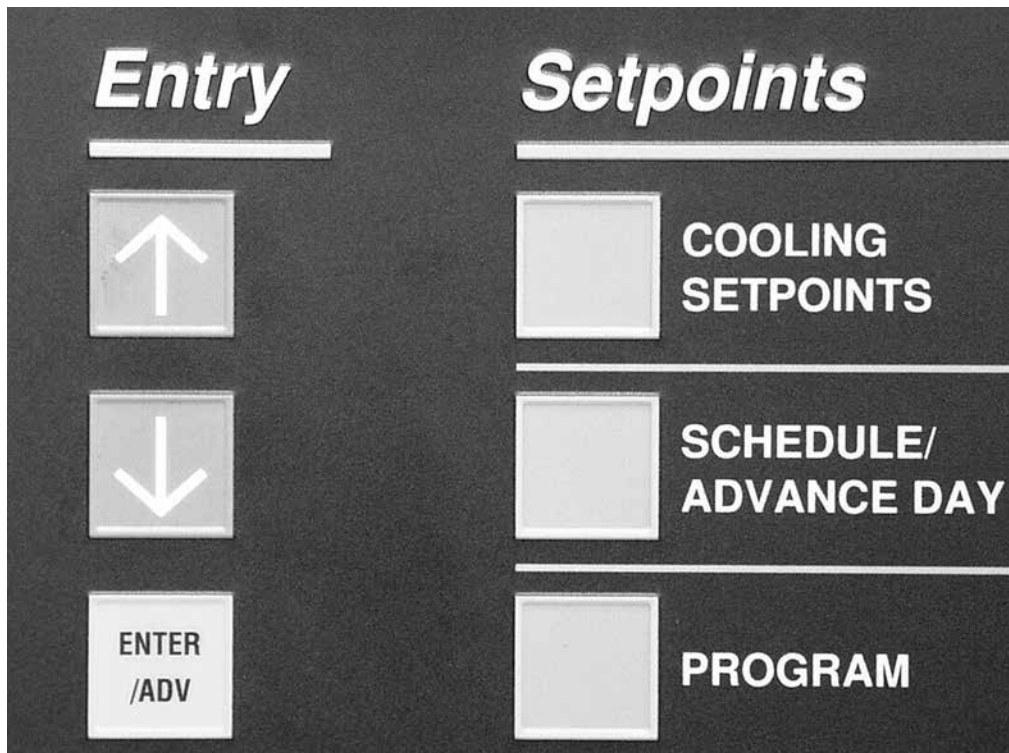 Entry
Setpoints
COOLING
SETPOINTS
SCHEDULE/
ADVANCE DAY
ENTER
/ADV
PROGRAM